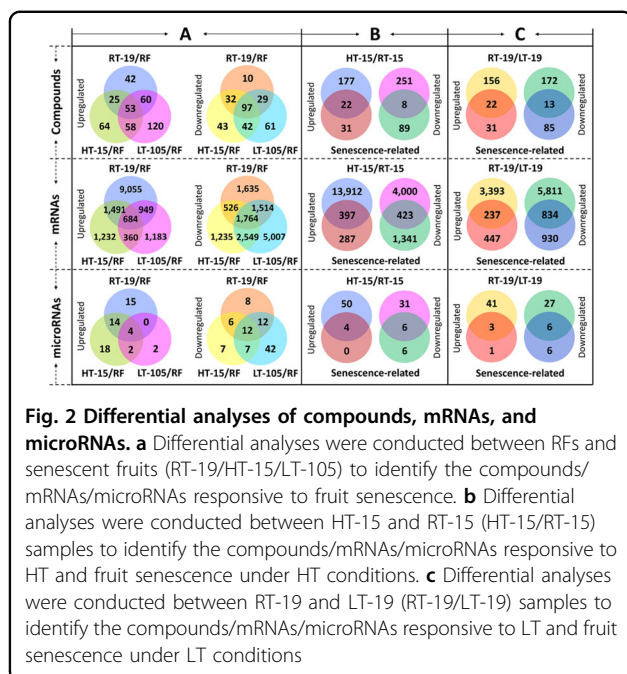 A B C
Compounds
RT-19/RF
Upregulated
42
25 60
53
64 58 120
HT-15/RF LT-105/RF
RT-19/RF
Downregulated
10
32 29
97
43 42 61
HT-15/RF LT-105/RF
HT-15/RT-15
Upregulated
177 251
22 8
31 89
Downregulated
Senescence-related
RT-19/LT-19
Upregulated
156 172
22 13
31 85
Downregulated
Senescence-related
mRNAs
RT-19/RF
Upregulated
9,055
1,491 949
684
1,232 360 1,183
HT-15/RF LT-105/RF
RT-19/RF
Downregulated
1,635
526 1,514
1,764
1,235 2,549 5,007
HT-15/RF LT-105/RF
HT-15/RT-15
Upregulated
13,912 4,000
397 423
287 1,341
Downregulated
Senescence-related
RT-19/LT-19
Upregulated
3,393 5,811
237 834
447 930
Downregulated
Senescence-related
microRNAs
RT-19/RF
Upregulated
15
14 0
4
18 2 2
HT-15/RF LT-105/RF
RT-19/RF
Downregulated
8
6 12
12
7 7 42
HT-15/RF LT-105/RF
HT-15/RT-15
Upregulated
50 31
4 6
0 6
Downregulated
Senescence-related
RT-19/LT-19
Upregulated
41 27
3 6
1 6
Downregulated
Senescence-related
Fig. 2 Differential analyses of compounds, mRNAs, and
microRNAs. a Differential analyses were conducted between RFs and
senescent fruits (RT-19/HT-15/LT-105) to identify the compounds/
mRNAs/microRNAs responsive to fruit senescence. b Differential
analyses were conducted between HT-15 and RT-15 (HT-15/RT-15)
samples to identify the compounds/mRNAs/microRNAs responsive to
HT and fruit senescence under HT conditions. c Differential analyses
were conducted between RT-19 and LT-19 (RT-19/LT-19) samples to
identify the compounds/mRNAs/microRNAs responsive to LT and fruit
senescence under LT conditions